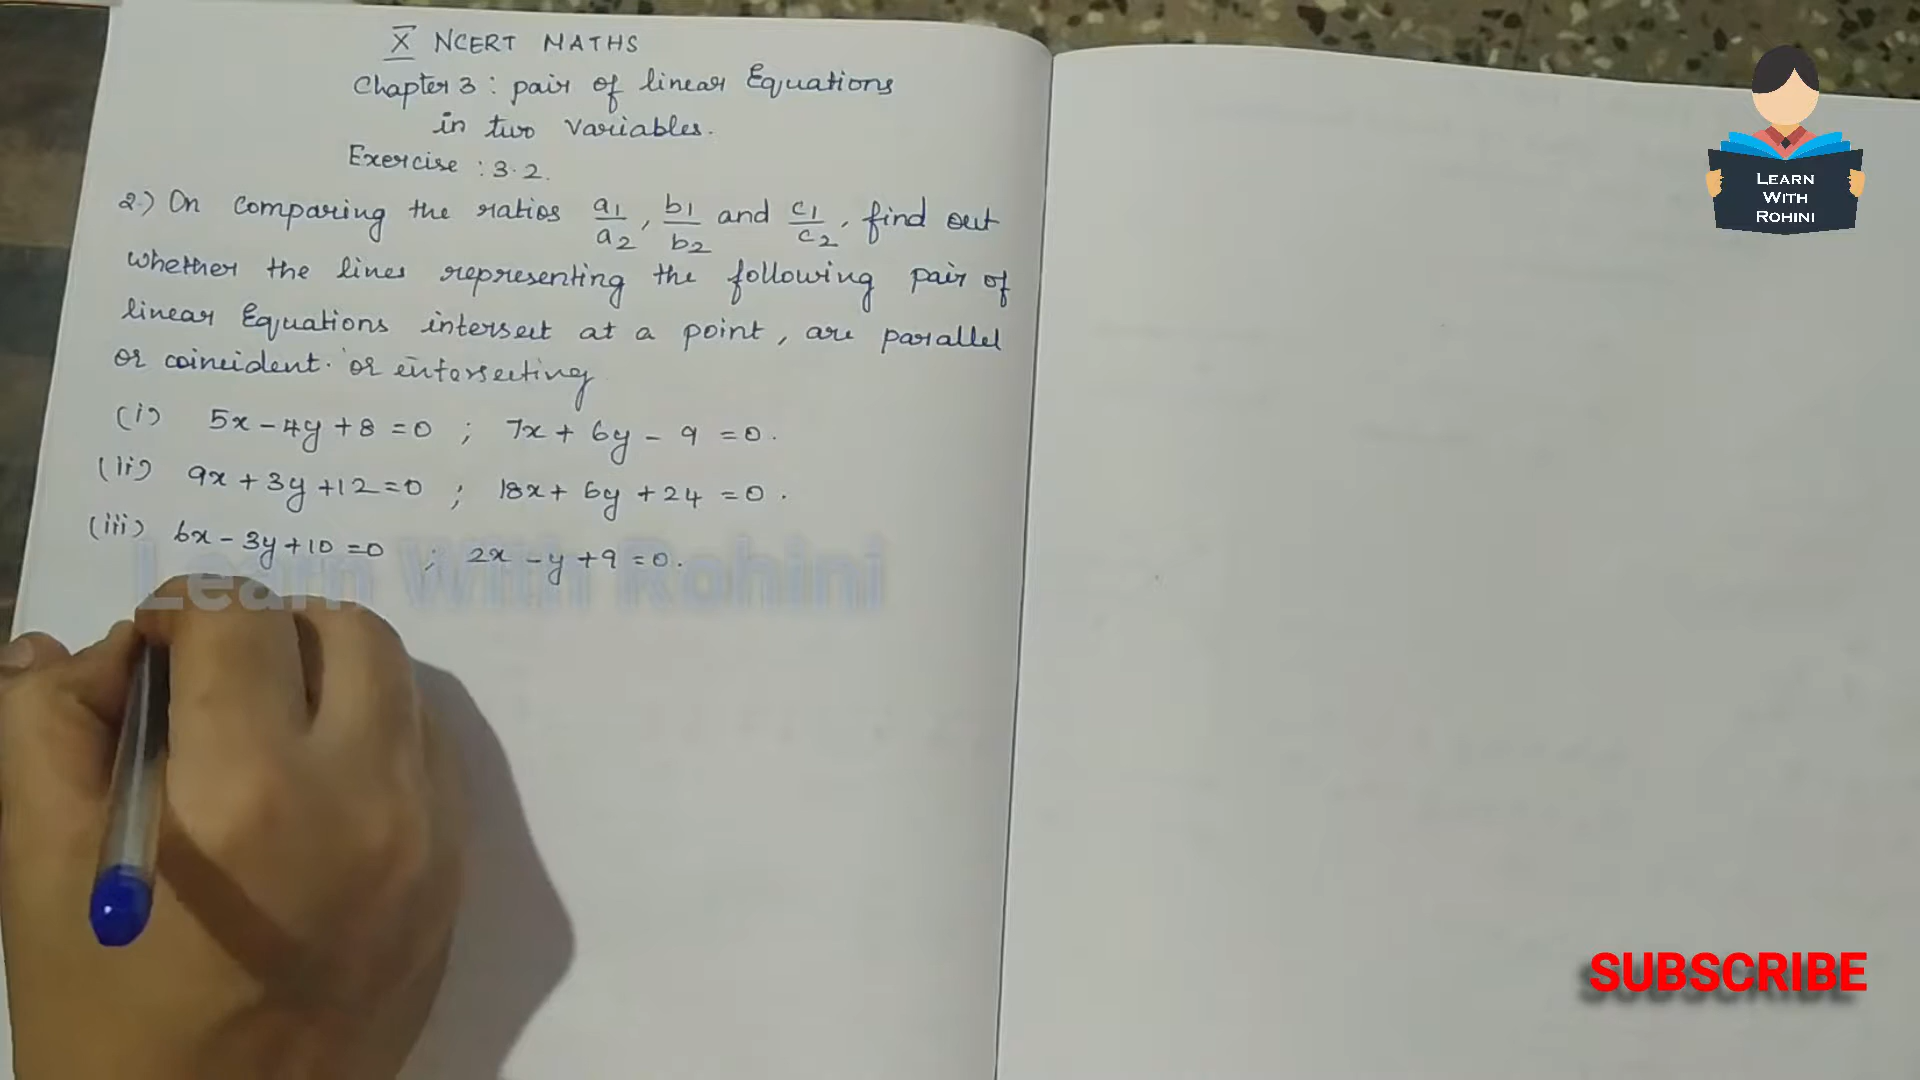 X NCERT MATHS
Chapter 3 : pair of linear Equations
in two variables.
Exercise : 3.2.
2.) On comparing the ratios a1/a2, b1/b2 and c1/c2, find out
whether the lines representing the following pair of
linear Equations intersect at a point, are parallel
or coincident. or intersecting
(i) 5x - 4y + 8 = 0 ; 7x + 6y - 9 = 0.
(ii) 9x + 3y + 12 = 0 ; 18x + 6y + 24 = 0.
(iii) 6x - 3y + 10 = 0 ; 2x - y + 9 = 0.
Learn With Rohini
LEARN
WITH
ROHINI
SUBSCRIBE